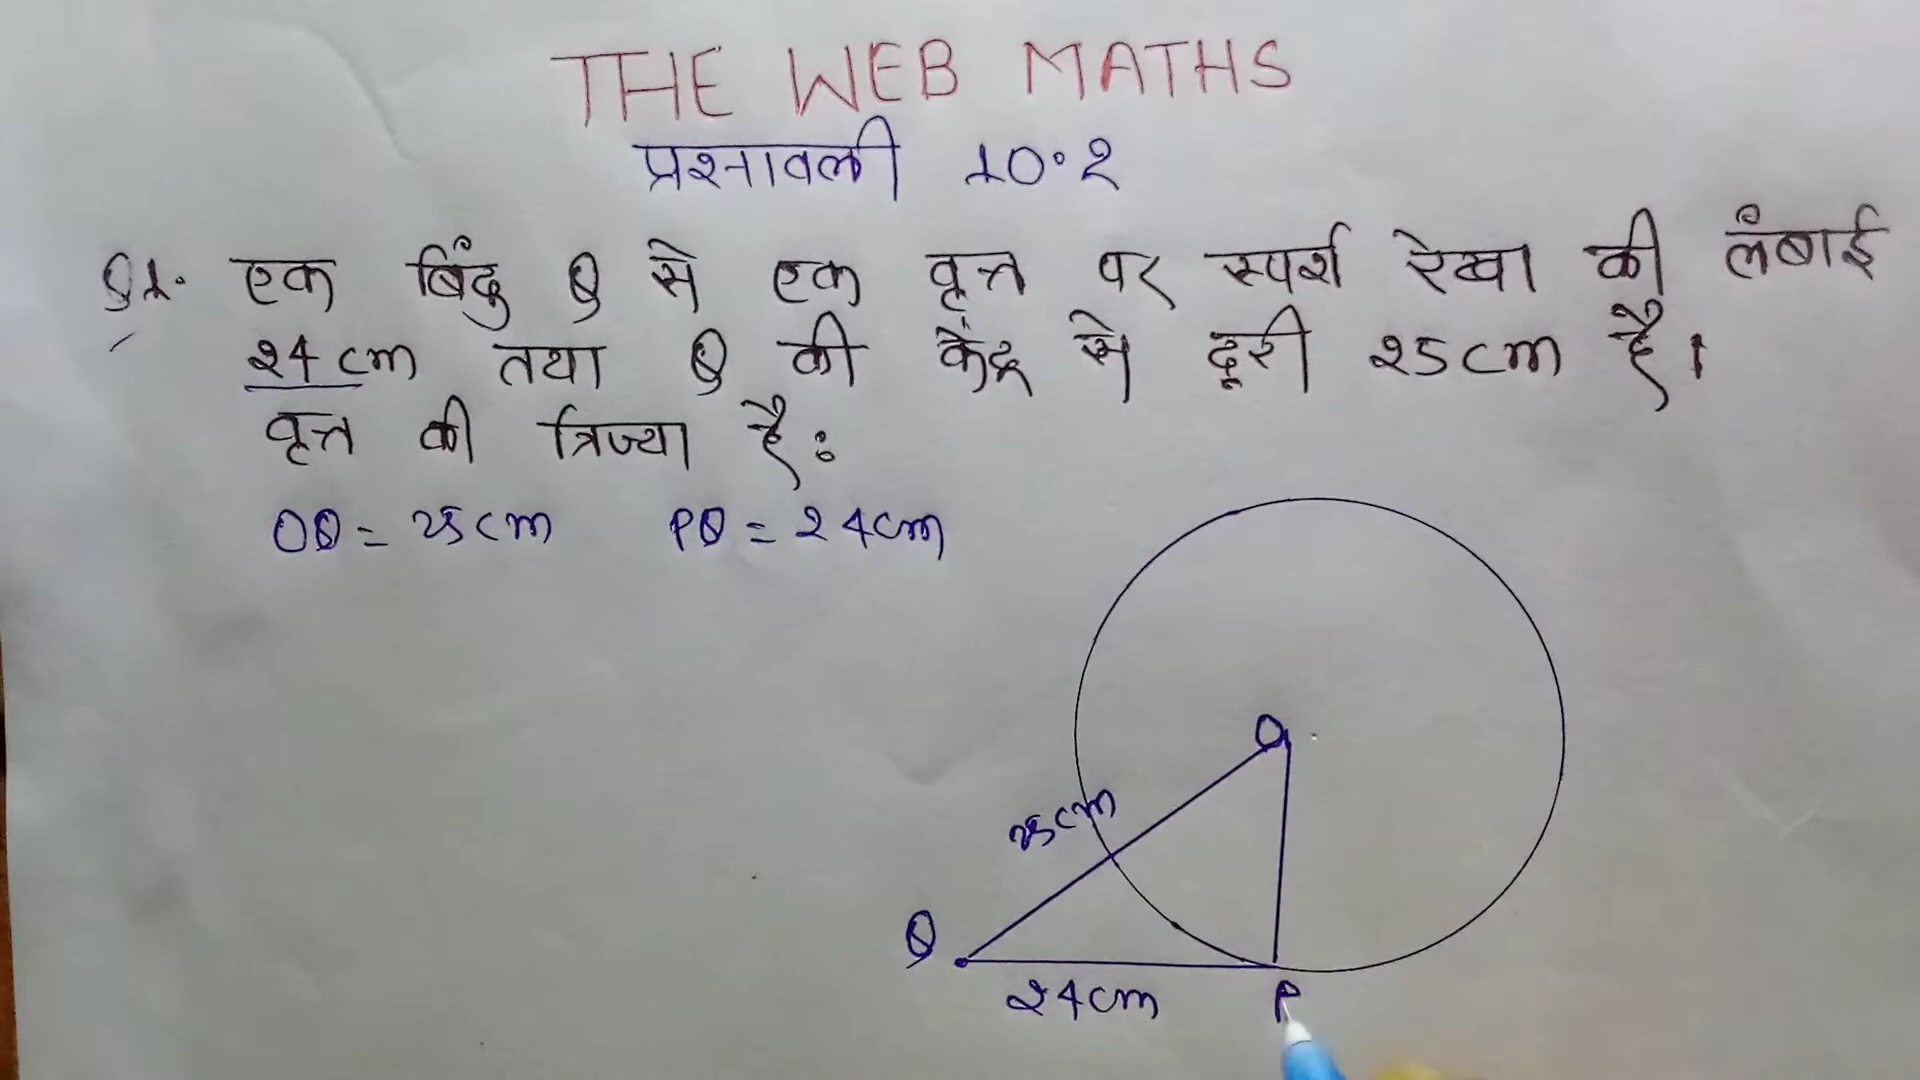 THE WEB MATHS
प्रश्नावली 10.2
Q1. एक बिंदु Q से एक वृत्त पर स्पर्श रेखा की लंबाई
24 cm तथा Q की केंद्र से दूरी 25 cm है।
वृत्त की त्रिज्या है:
OQ = 25 cm PQ = 24 cm
O
25 cm
Q
24 cm P